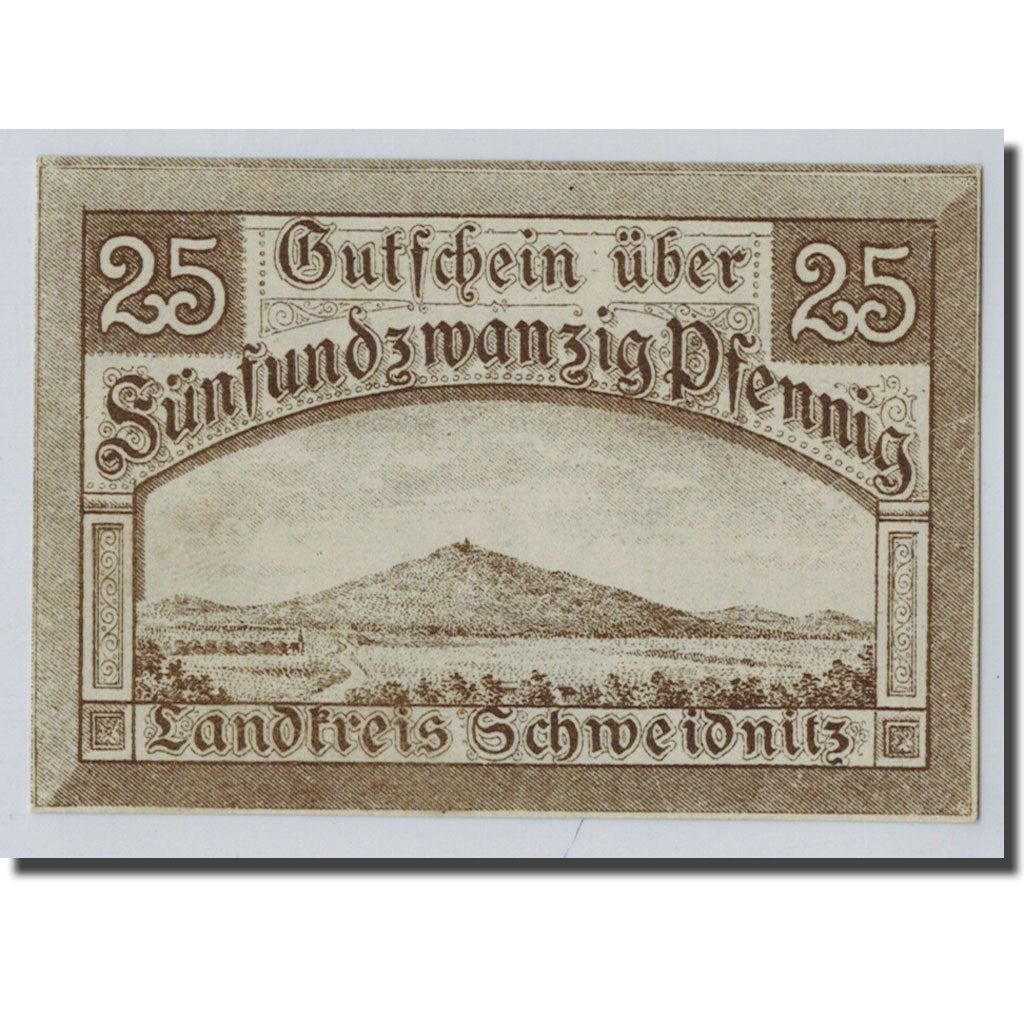 25 Gutschein über 25
Fünfundzwanzig Pfennig
Landkreis Schweidnitz